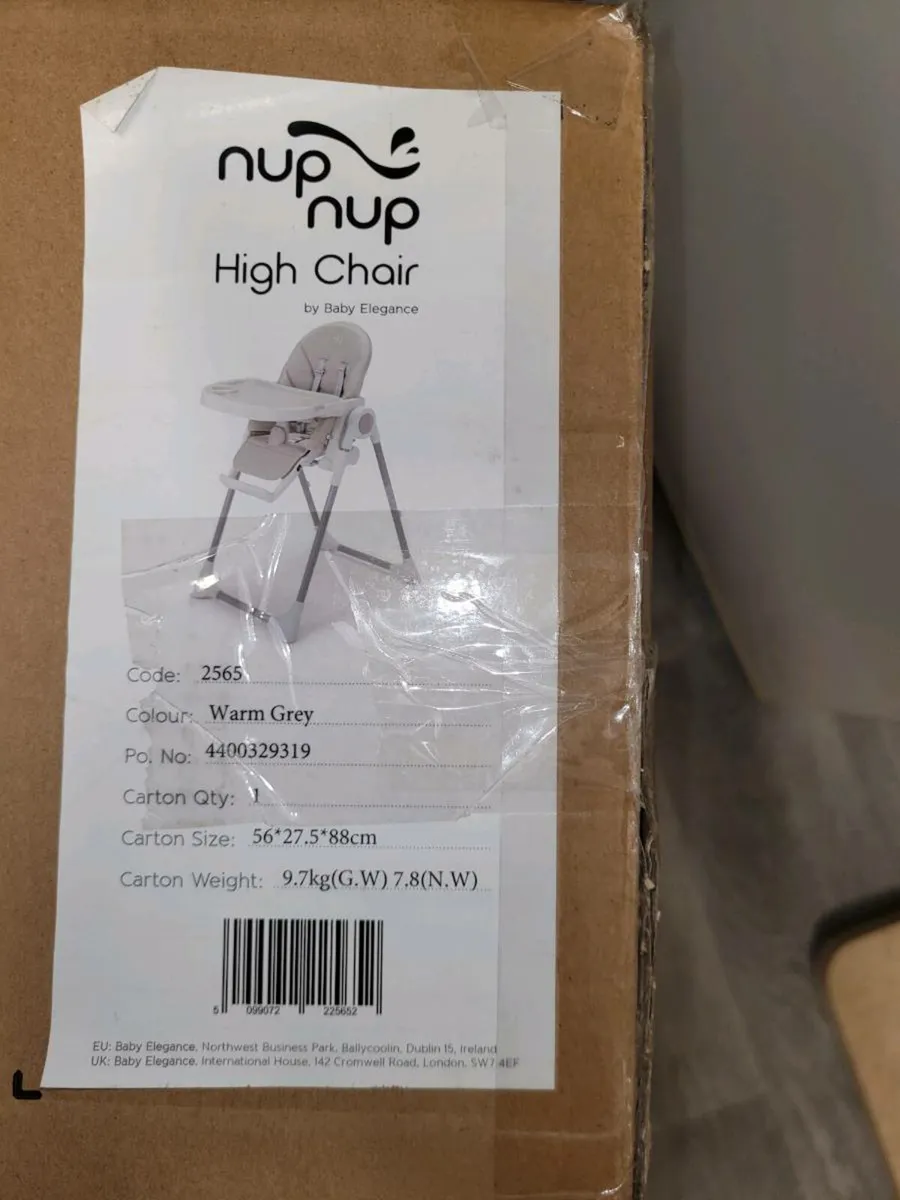 nup
nup
High Chair
by Baby Elegance
Code: 2565
Colour: Warm Grey
Po. No: 4400329319
Carton Qty: 1
Carton Size: 56*27.5*88cm
Carton Weight: 9.7kg(G.W) 7.8(N.W)
5 099072 225652
EU: Baby Elegance, Northwest Business Park, Ballycoolin, Dublin 15, Ireland
UK: Baby Elegance, International House, 142 Cromwell Road, London, SW7 4EF